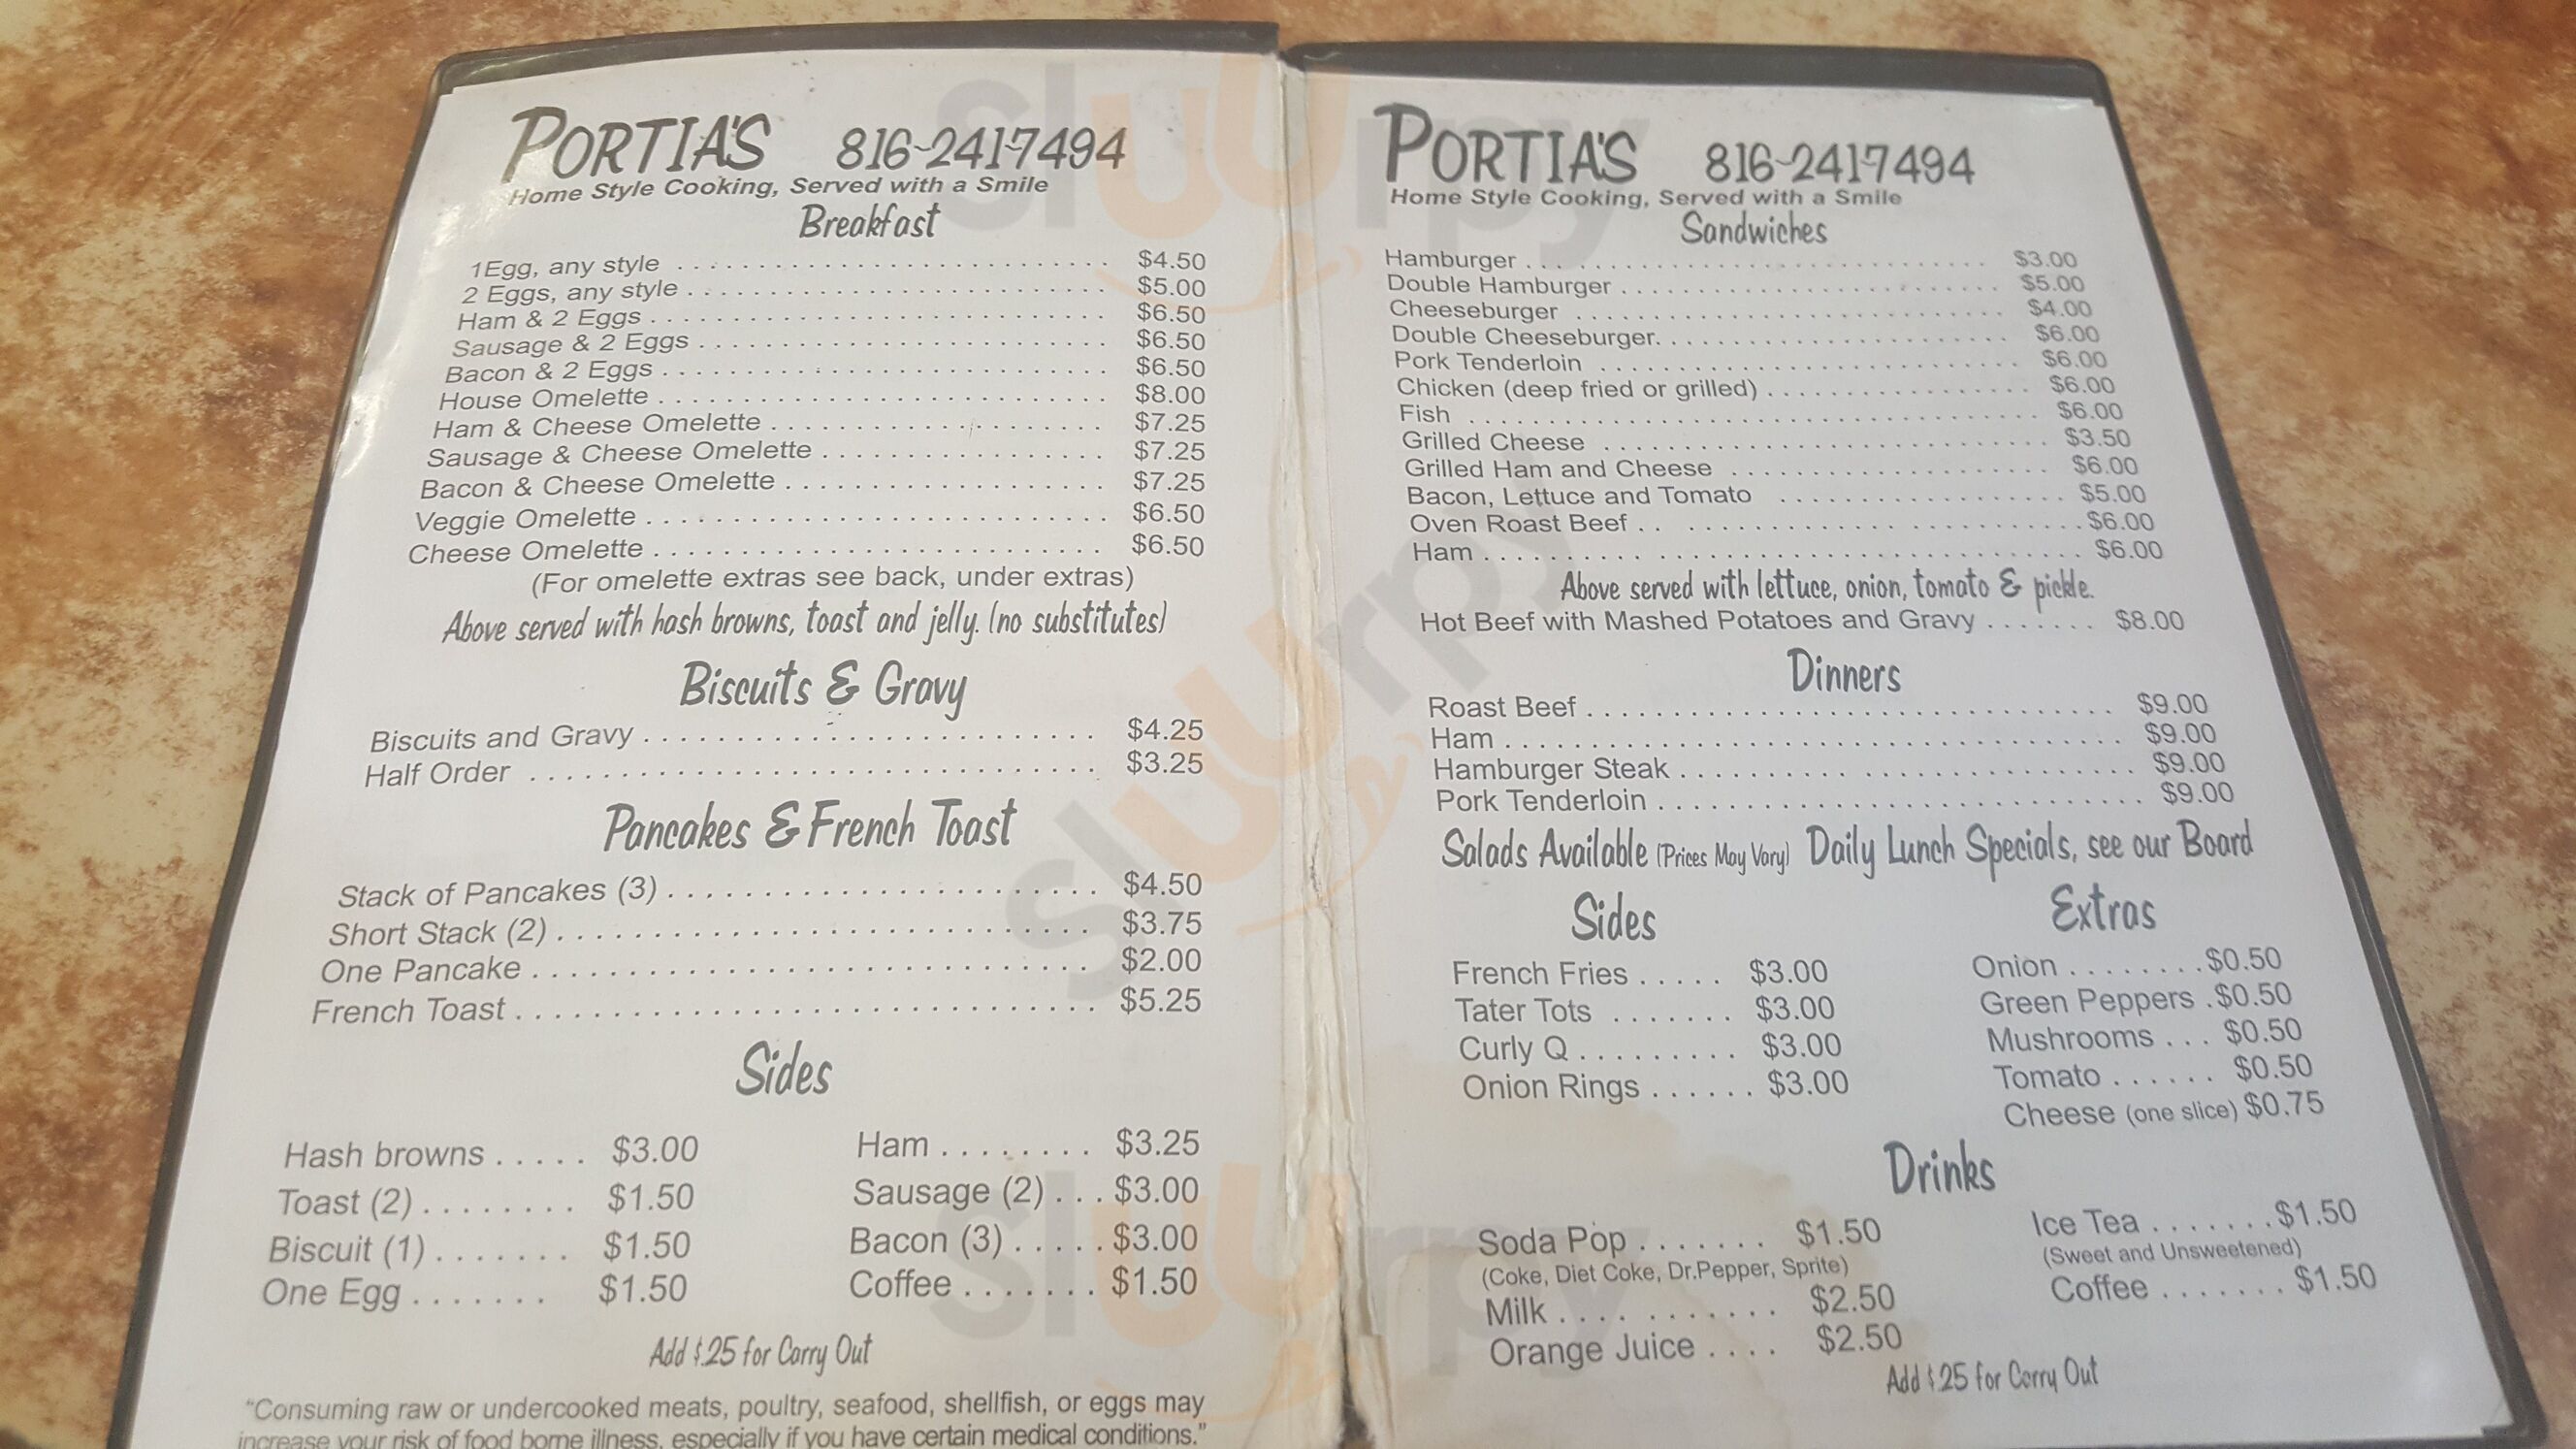 PORTIA'S 816-241-7494
Home Style Cooking, Served with a Smile
Breakfast
1Egg, any style $4.50
2 Eggs, any style $5.00
Ham & 2 Eggs $6.50
Sausage & 2 Eggs $6.50
Bacon & 2 Eggs $6.50
House Omelette $8.00
Ham & Cheese Omelette $7.25
Sausage & Cheese Omelette $7.25
Bacon & Cheese Omelette $7.25
Veggie Omelette $6.50
Cheese Omelette $6.50
(For omelette extras see back, under extras)
Above served with hash browns, toast and jelly. (no substitutes)
Biscuits & Gravy
Biscuits and Gravy $4.25
Half Order $3.25
Pancakes & French Toast
Stack of Pancakes (3) $4.50
Short Stack (2) $3.75
One Pancake $2.00
French Toast $5.25
Sides
Hash browns $3.00
Toast (2) $1.50
Biscuit (1) $1.50
One Egg $1.50
Ham $3.25
Sausage (2) $3.00
Bacon (3) $3.00
Coffee $1.50
Add $.25 for Carry Out
"Consuming raw or undercooked meats, poultry, seafood, shellfish, or eggs may
increase your risk of food borne illness, especially if you have certain medical conditions."
PORTIA'S 816-241-7494
Home Style Cooking, Served with a Smile
Sandwiches
Hamburger $3.00
Double Hamburger $5.00
Cheeseburger $4.00
Double Cheeseburger $6.00
Pork Tenderloin $6.00
Chicken (deep fried or grilled) $6.00
Fish $6.00
Grilled Cheese $3.50
Grilled Ham and Cheese $6.00
Bacon, Lettuce and Tomato $5.00
Oven Roast Beef $6.00
Ham $6.00
Above served with lettuce, onion, tomato & pickle.
Hot Beef with Mashed Potatoes and Gravy $8.00
Dinners
Roast Beef $9.00
Ham $9.00
Hamburger Steak $9.00
Pork Tenderloin $9.00
Salads Available (Prices May Vary) Daily Lunch Specials, see our Board
Sides
French Fries $3.00
Tater Tots $3.00
Curly Q $3.00
Onion Rings $3.00
Extras
Onion $0.50
Green Peppers $0.50
Mushrooms $0.50
Tomato $0.50
Cheese (one slice) $0.75
Drinks
Soda Pop $1.50
(Coke, Diet Coke, Dr.Pepper, Sprite)
Milk $2.50
Orange Juice $2.50
Ice Tea $1.50
(Sweet and Unsweetened)
Coffee $1.50
Add $.25 for Carry Out
sluurpy
sluurpy
sluurpy